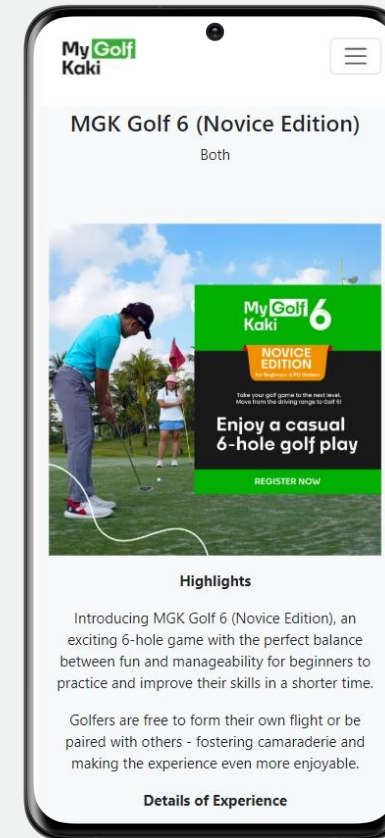 My Golf
Kaki
MGK Golf 6 (Novice Edition)
Both
My Golf 6
Kaki
NOVICE
EDITION
for Beginners & PC Holders
Take your golf game to the next level.
Move from the driving range to Golf 6!
Enjoy a casual
6-hole golf play
REGISTER NOW
Highlights
Introducing MGK Golf 6 (Novice Edition), an
exciting 6-hole game with the perfect balance
between fun and manageability for beginners to
practice and improve their skills in a shorter time.
Golfers are free to form their own flight or be
paired with others - fostering camaraderie and
making the experience even more enjoyable.
Details of Experience